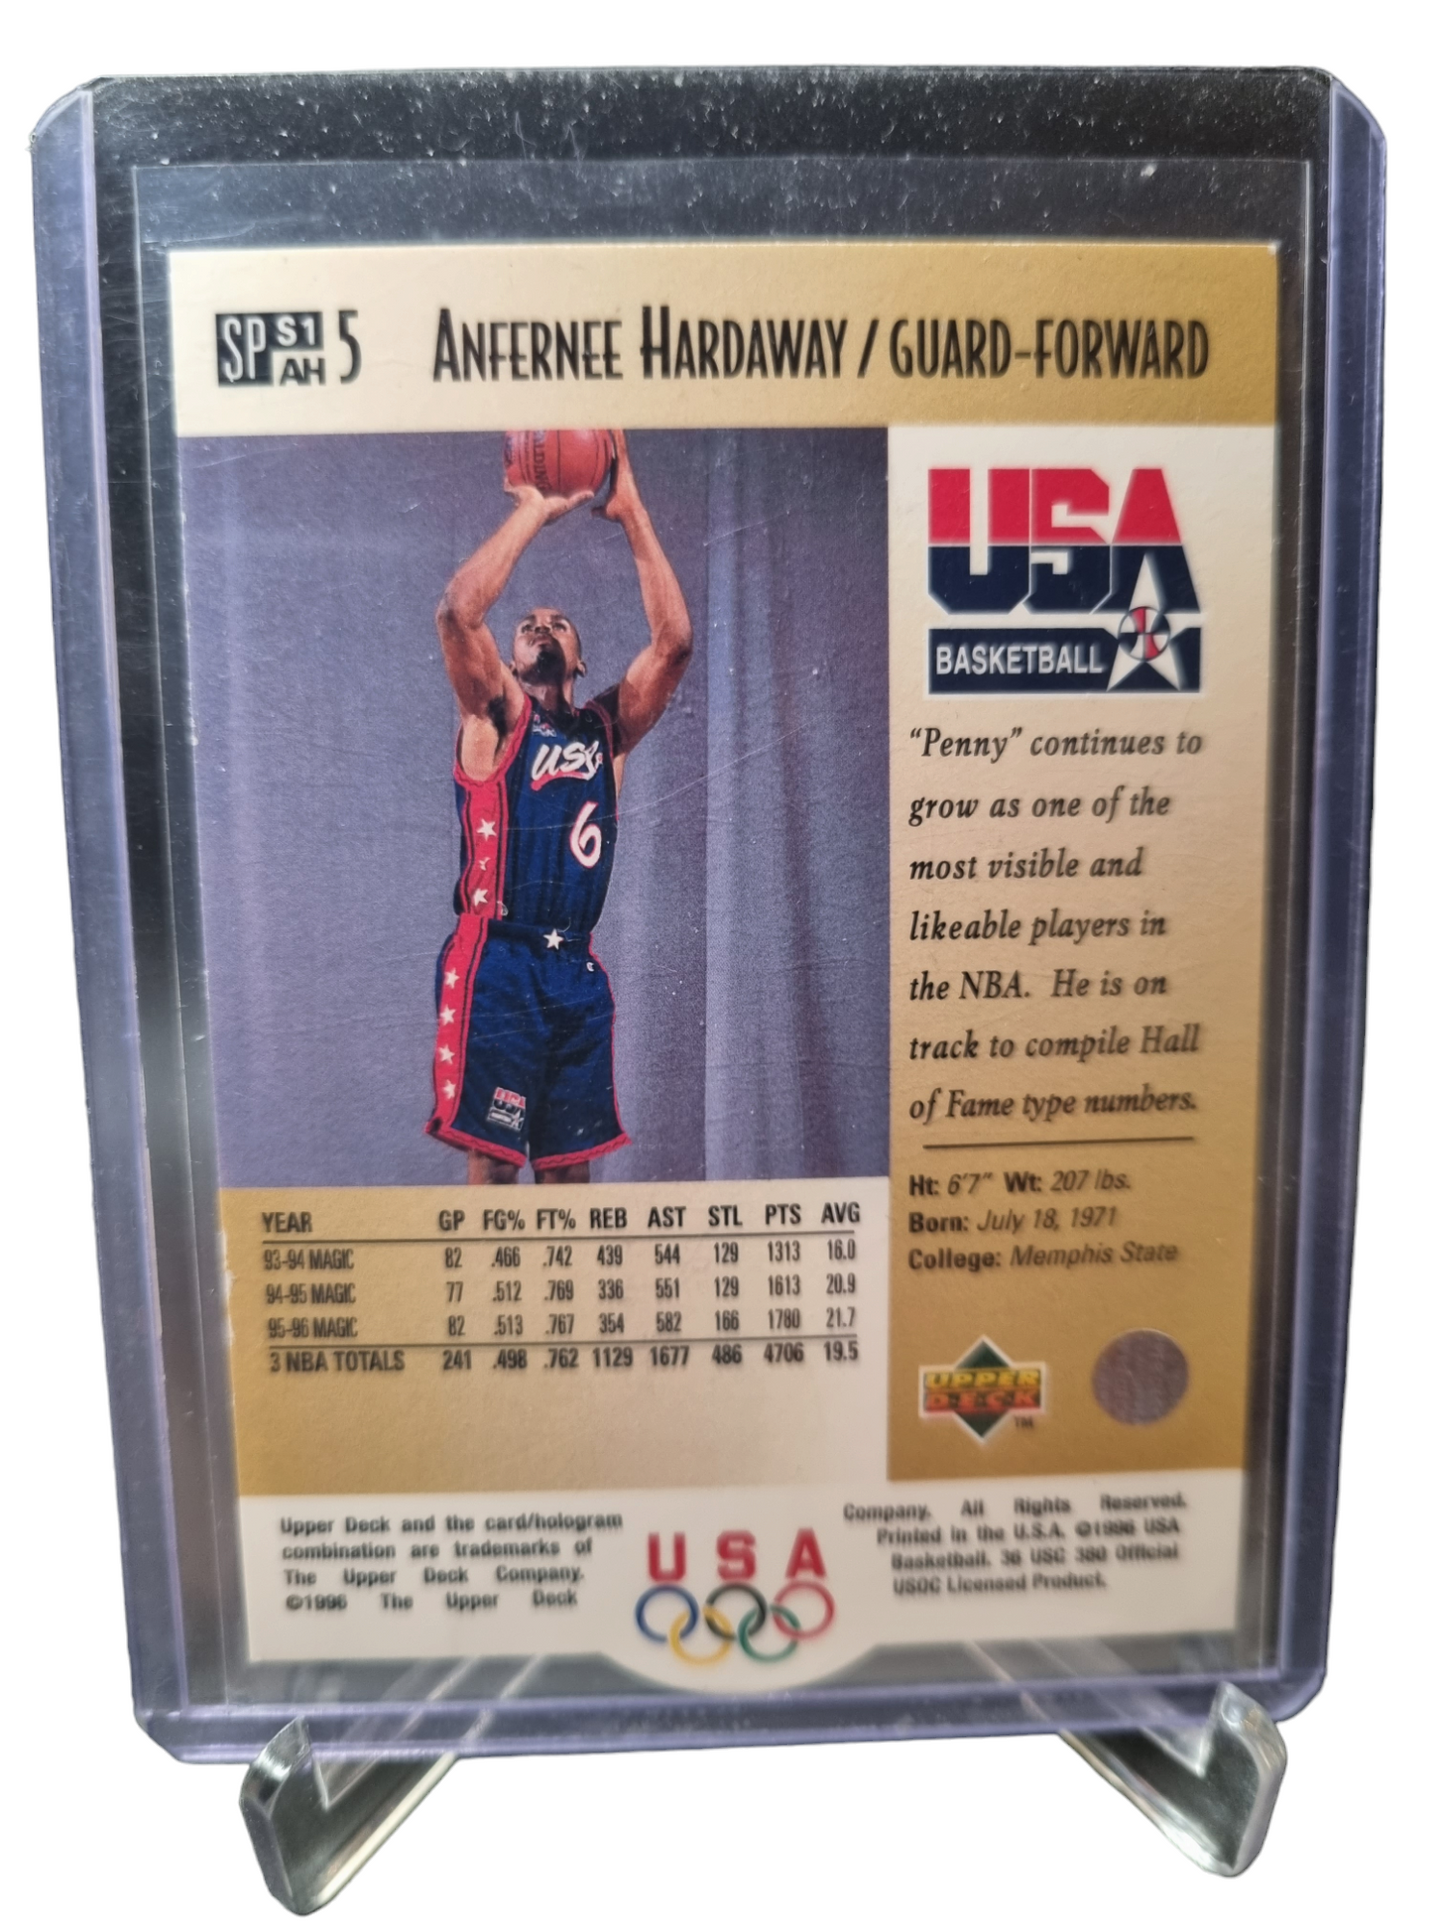 SP S1 AH 5 ANFERNEE HARDAWAY / GUARD-FORWARD
USA
BASKETBALL
USA
6
USA
"Penny" continues to
grow as one of the
most visible and
likeable players in
the NBA. He is on
track to compile Hall
of Fame type numbers.
Ht: 6'7" Wt: 207 lbs.
Born: July 18, 1971
College: Memphis State
YEAR GP FG% FT% REB AST STL PTS AVG
93-94 MAGIC 82 .466 .742 439 544 129 1313 16.0
94-95 MAGIC 77 .512 .769 336 551 129 1613 20.9
95-96 MAGIC 82 .513 .767 354 582 166 1780 21.7
3 NBA TOTALS 241 .498 .762 1129 1677 486 4706 19.5
UPPER
DECK
TM
Upper Deck and the card/hologram
combination are trademarks of
The Upper Deck Company.
©1996 The Upper Deck
USA
Company. All Rights Reserved.
Printed in the U.S.A. ©1996 USA
Basketball. 36 USC 380 Official
USOC Licensed Product.